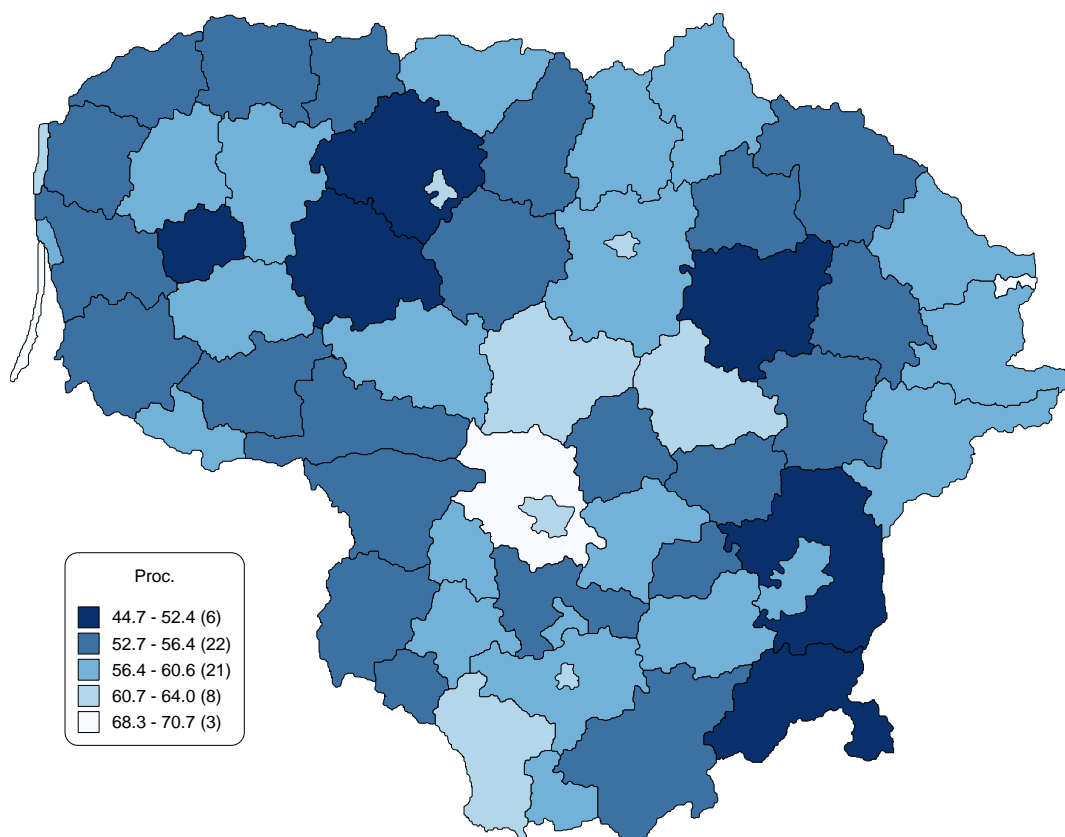 Proc.
44.7 - 52.4 (6)
52.7 - 56.4 (22)
56.4 - 60.6 (21)
60.7 - 64.0 (8)
68.3 - 70.7 (3)